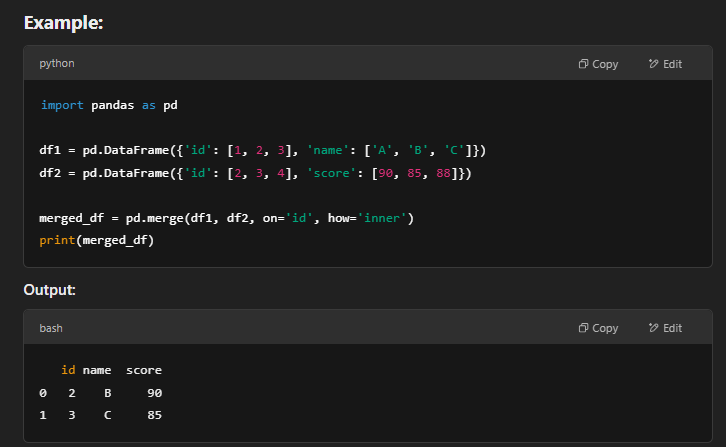 Example:
python
Copy
Edit
import pandas as pd
df1 = pd.DataFrame({'id': [1, 2, 3], 'name': ['A', 'B', 'C']})
df2 = pd.DataFrame({'id': [2, 3, 4], 'score': [90, 85, 88]})
merged_df = pd.merge(df1, df2, on='id', how='inner')
print(merged_df)
Output:
bash
Copy
Edit
   id name  score
0   2    B     90
1   3    C     85